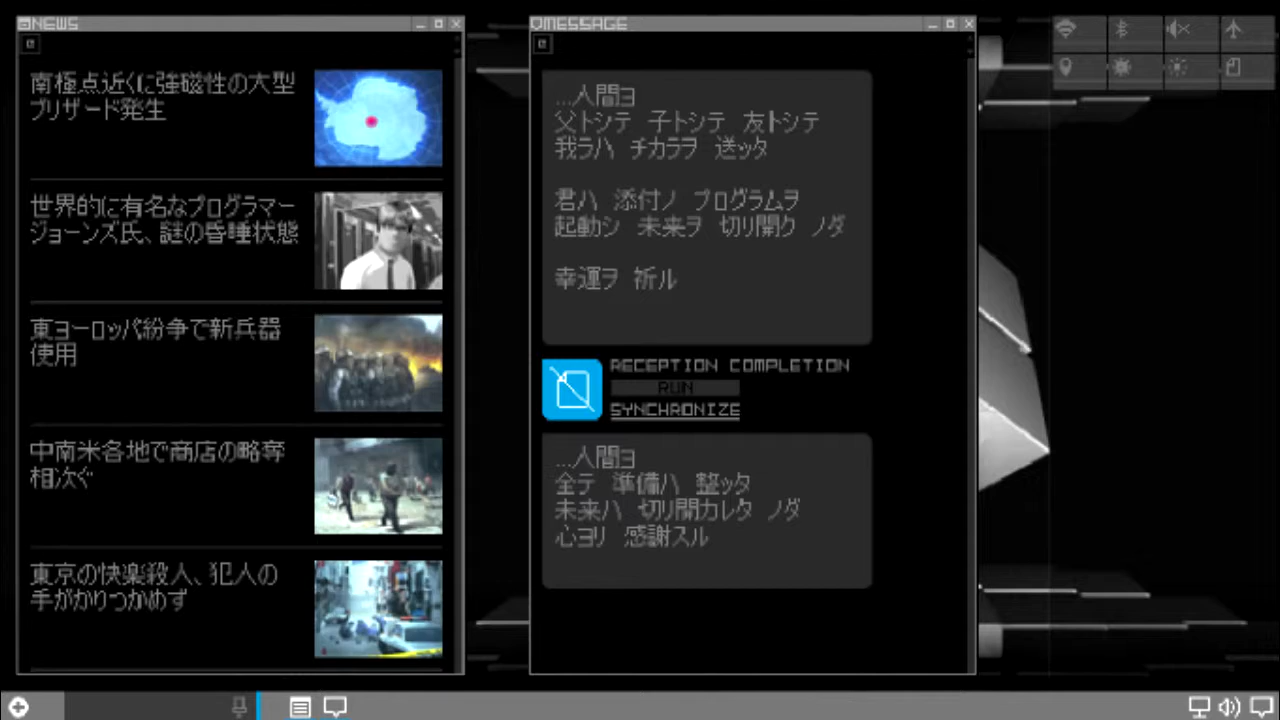 NEWS
南極点近くに強磁性の大型
ブリザード発生
世界的に有名なプログラマー
ジョーンズ氏、謎の昏睡状態
東ヨーロッパ紛争で新兵器
使用
中南米各地で商店の略奪
相次ぐ
東京の快楽殺人、犯人の
手がかりつかめず
MESSAGE
…人間ヨ
父トシテ 子トシテ 友トシテ
我ラハ チカラヲ 送ッタ
君ハ 添付ノ プログラムヲ
起動シ 未来ヲ 切リ開ク ノダ
幸運ヲ 祈ル
RECEPTION COMPLETION
RUN
SYNCHRONIZE
…人間ヨ
全テ 準備ハ 整ッタ
未来ハ 切リ開カレタ ノダ
心ヨリ 感謝スル